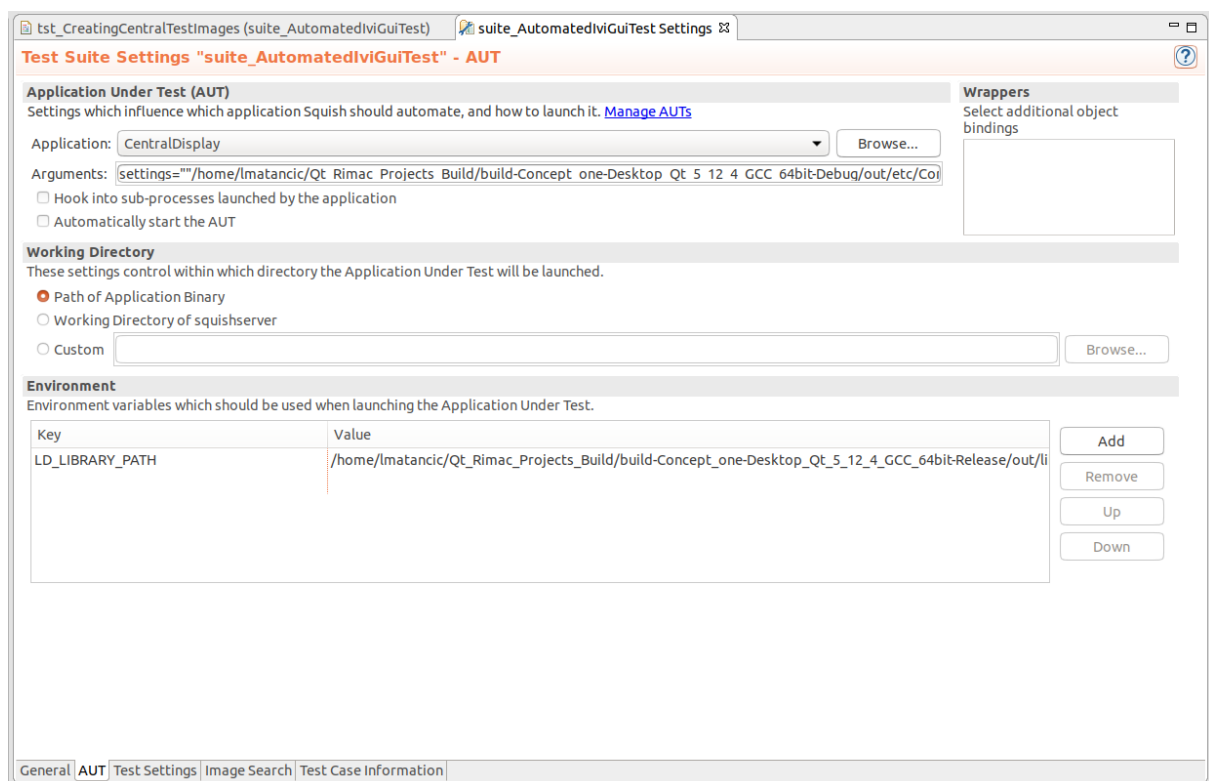 tst_CreatingCentralTestImages (suite_AutomatedIviGuiTest)
suite_AutomatedIviGuiTest Settings
Test Suite Settings "suite_AutomatedIviGuiTest" - AUT
Application Under Test (AUT)
Settings which influence which application Squish should automate, and how to launch it. Manage AUTs
Application: CentralDisplay Browse...
Arguments: settings=""/home/lmatancic/Qt_Rimac_Projects_Build/build-Concept_one-Desktop_Qt_5_12_4_GCC_64bit-Debug/out/etc/Co
Hook into sub-processes launched by the application
Automatically start the AUT
Wrappers
Select additional object
bindings
Working Directory
These settings control within which directory the Application Under Test will be launched.
Path of Application Binary
Working Directory of squishserver
Custom Browse...
Environment
Environment variables which should be used when launching the Application Under Test.
Key Value
LD_LIBRARY_PATH /home/lmatancic/Qt_Rimac_Projects_Build/build-Concept_one-Desktop_Qt_5_12_4_GCC_64bit-Release/out/li
Add
Remove
Up
Down
General AUT Test Settings Image Search Test Case Information